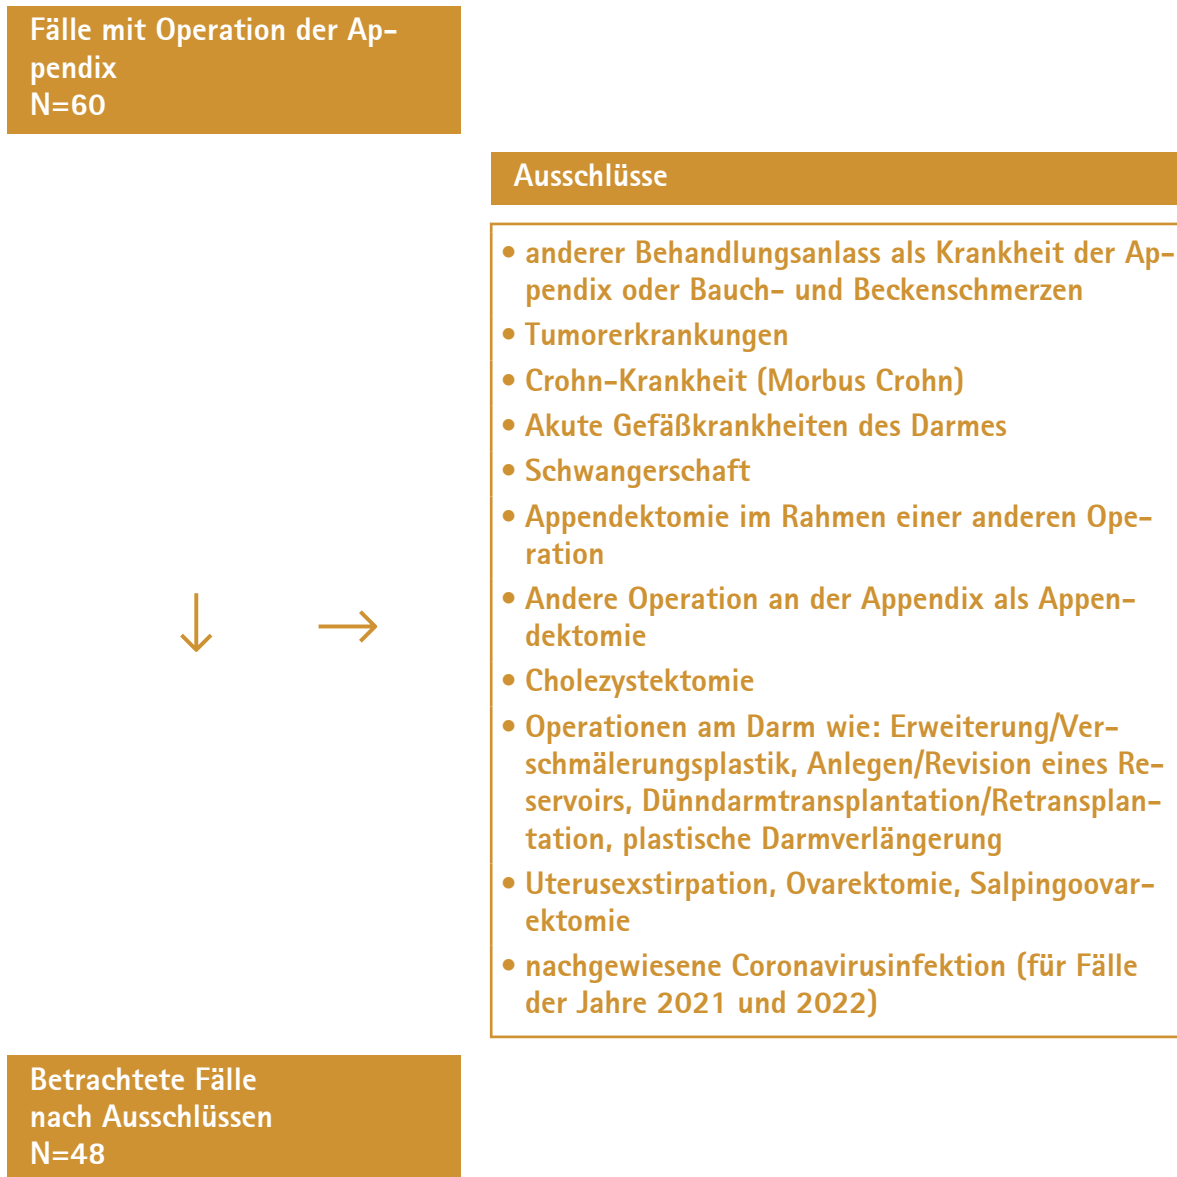 Fälle mit Operation der Ap-
pendix
N=60
Ausschlüsse
• anderer Behandlungsanlass als Krankheit der Ap-
pendix oder Bauch- und Beckenschmerzen
• Tumorerkrankungen
• Crohn-Krankheit (Morbus Crohn)
• Akute Gefäßkrankheiten des Darmes
• Schwangerschaft
• Appendektomie im Rahmen einer anderen Ope-
ration
• Andere Operation an der Appendix als Appen-
dektomie
• Cholezystektomie
• Operationen am Darm wie: Erweiterung/Ver-
schmälerungsplastik, Anlegen/Revision eines Re-
servoirs, Dünndarmtransplantation/Retransplan-
tation, plastische Darmverlängerung
• Uterusexstirpation, Ovarektomie, Salpingoovar-
ektomie
• nachgewiesene Coronavirusinfektion (für Fälle
der Jahre 2021 und 2022)
Betrachtete Fälle
nach Ausschlüssen
N=48